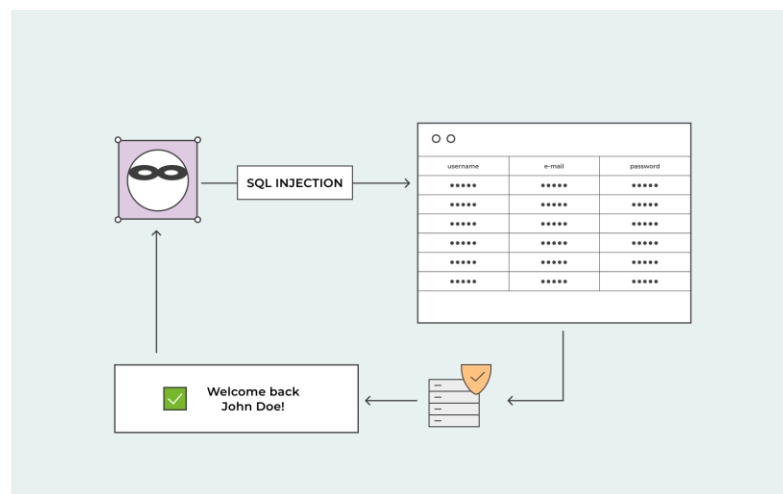 SQL INJECTION
username e-mail password
••••• ••••• •••••
••••• ••••• •••••
••••• ••••• •••••
••••• ••••• •••••
••••• ••••• •••••
••••• ••••• •••••
Welcome back
John Doe!